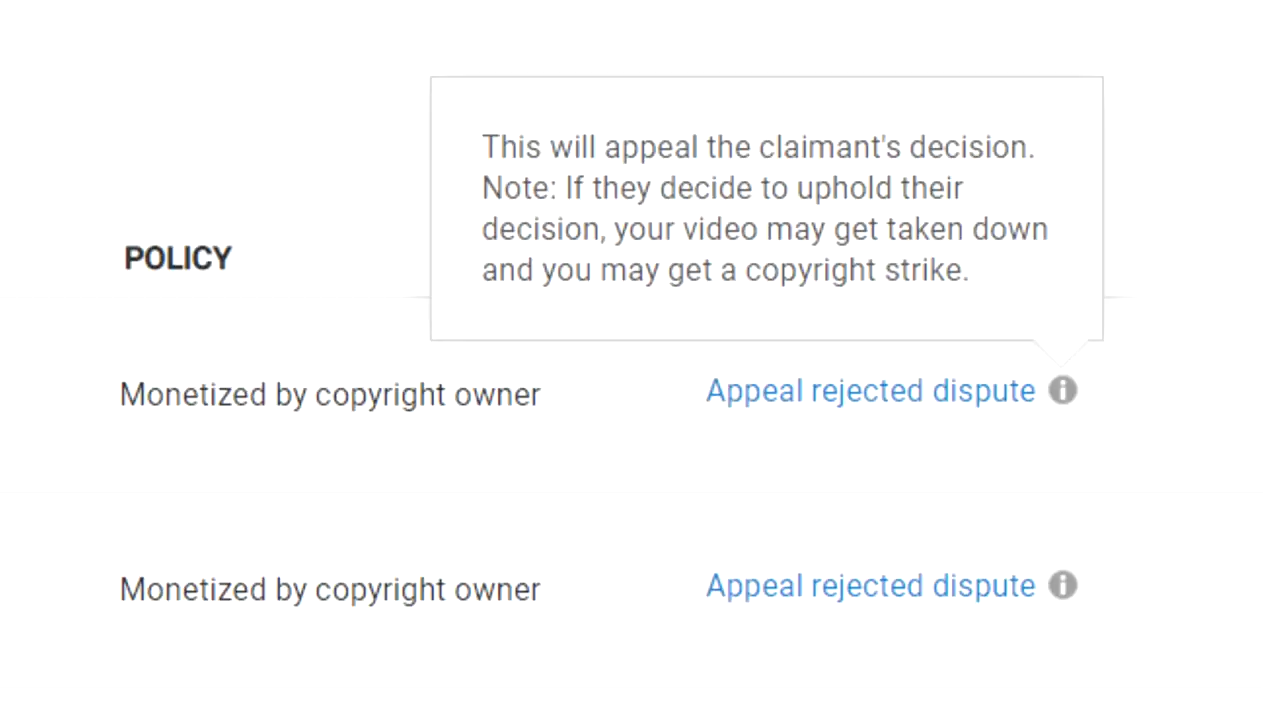 This will appeal the claimant's decision.
Note: If they decide to uphold their
decision, your video may get taken down
and you may get a copyright strike.
POLICY
Monetized by copyright owner
Appeal rejected dispute
Monetized by copyright owner
Appeal rejected dispute